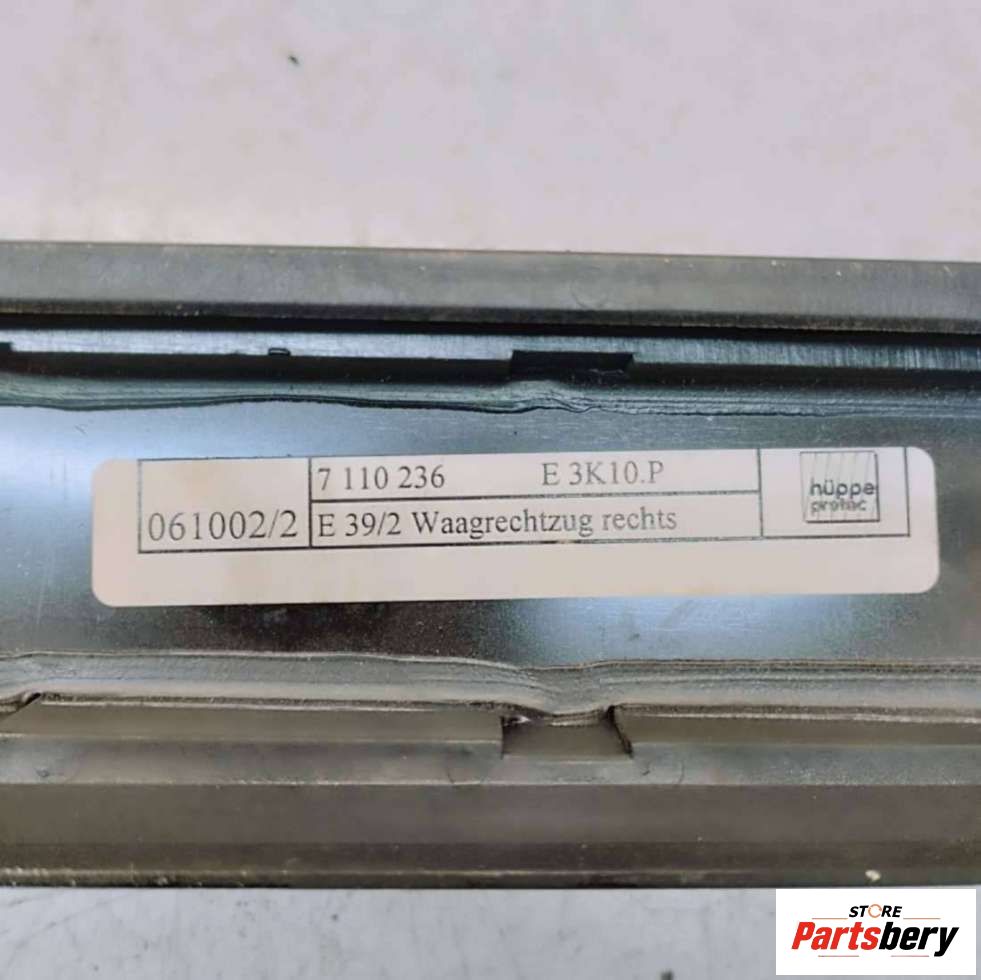 7 110 236 E 3K10.P
061002/2 E 39/2 Waagrechtzug rechts
hüppe
protec
STORE
Partsbery